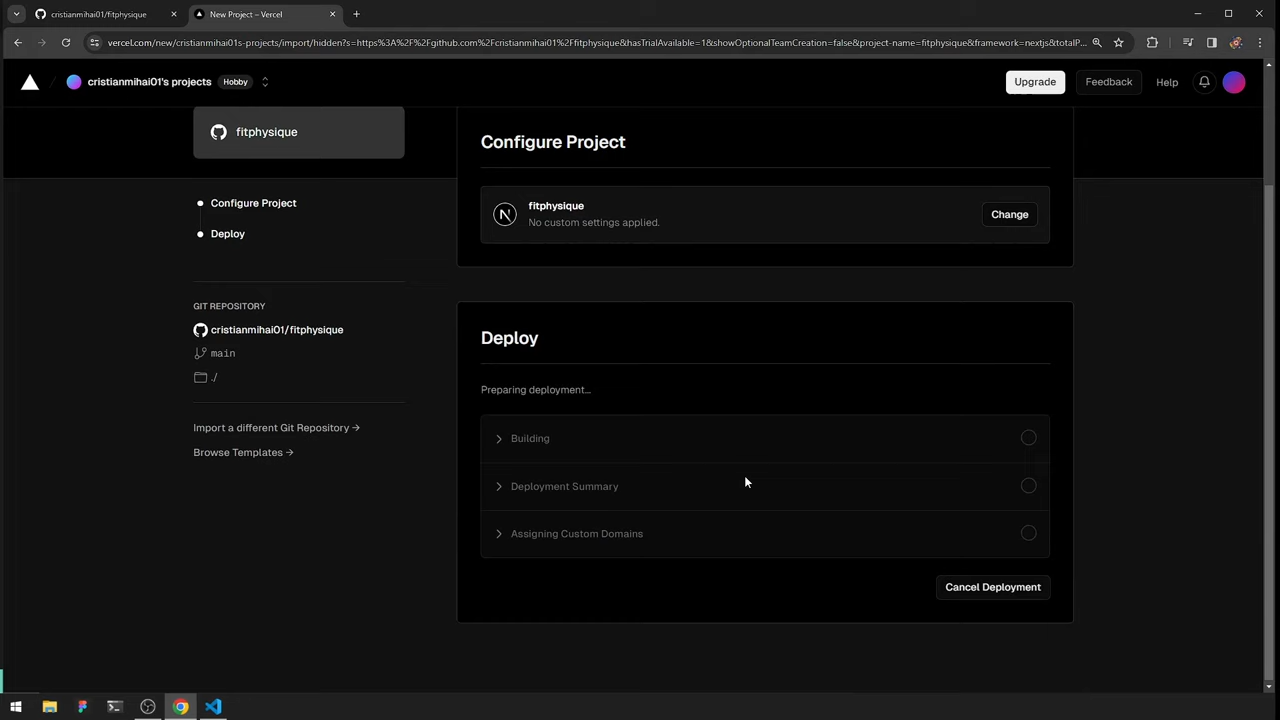 cristianmihai01/fitphysique
New Project – Vercel
vercel.com/new/cristianmihai01s-projects/import/hidden?s=https%3A%2F%2Fgithub.com%2Fcristianmihai01%2Ffitphysique&hasTrialAvailable=1&showOptionalTeamCreation=false&project-name=fitphysique&framework=nextjs&totalP...
cristianmihai01's projects
Hobby
Upgrade
Feedback
Help
fitphysique
Configure Project
Deploy
GIT REPOSITORY
cristianmihai01/fitphysique
main
./
Import a different Git Repository →
Browse Templates →
Configure Project
fitphysique
No custom settings applied.
Change
Deploy
Preparing deployment...
Building
Deployment Summary
Assigning Custom Domains
Cancel Deployment